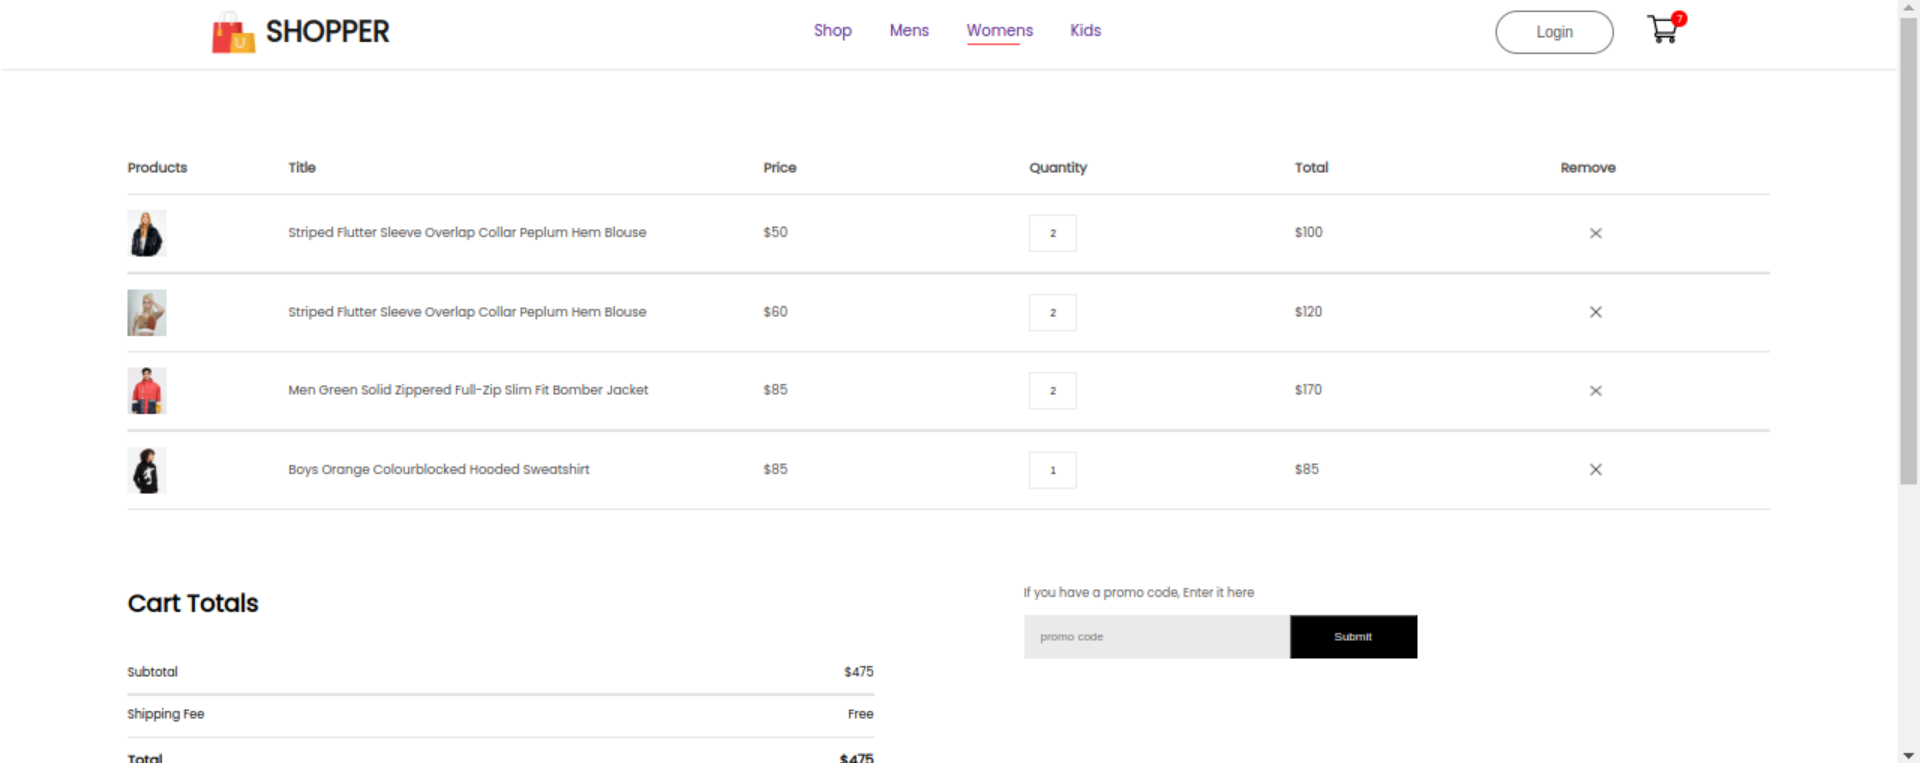 SHOPPER
Shop Mens Womens Kids
Login
7
Products Title Price Quantity Total Remove
Striped Flutter Sleeve Overlap Collar Peplum Hem Blouse $50 2 $100
Striped Flutter Sleeve Overlap Collar Peplum Hem Blouse $60 2 $120
Men Green Solid Zippered Full-Zip Slim Fit Bomber Jacket $85 2 $170
Boys Orange Colourblocked Hooded Sweatshirt $85 1 $85
Cart Totals
If you have a promo code, Enter it here
promo code Submit
Subtotal $475
Shipping Fee Free
Total $475